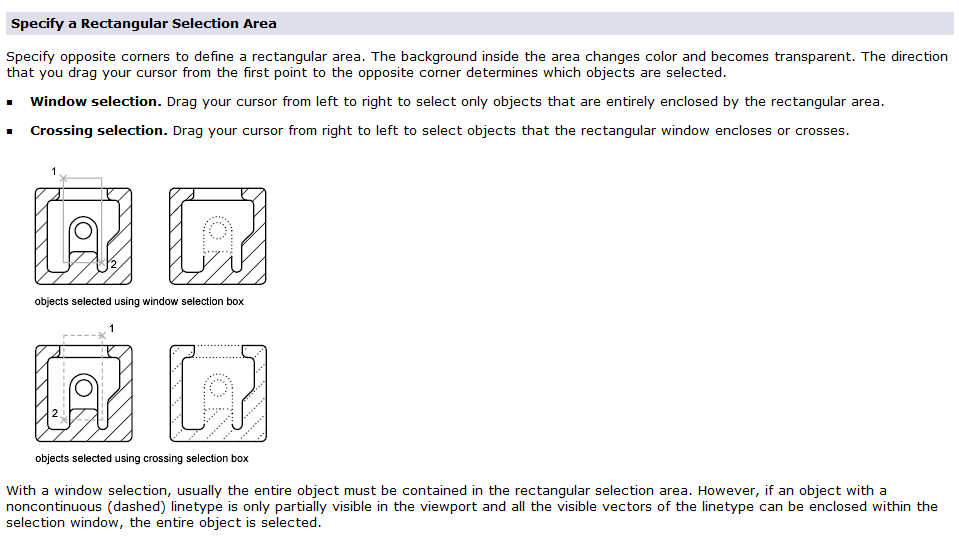 Specify a Rectangular Selection Area
Specify opposite corners to define a rectangular area. The background inside the area changes color and becomes transparent. The direction
that you drag your cursor from the first point to the opposite corner determines which objects are selected.
▪ Window selection. Drag your cursor from left to right to select only objects that are entirely enclosed by the rectangular area.
▪ Crossing selection. Drag your cursor from right to left to select objects that the rectangular window encloses or crosses.
1
2
objects selected using window selection box
1
2
objects selected using crossing selection box
With a window selection, usually the entire object must be contained in the rectangular selection area. However, if an object with a
noncontinuous (dashed) linetype is only partially visible in the viewport and all the visible vectors of the linetype can be enclosed within the
selection window, the entire object is selected.